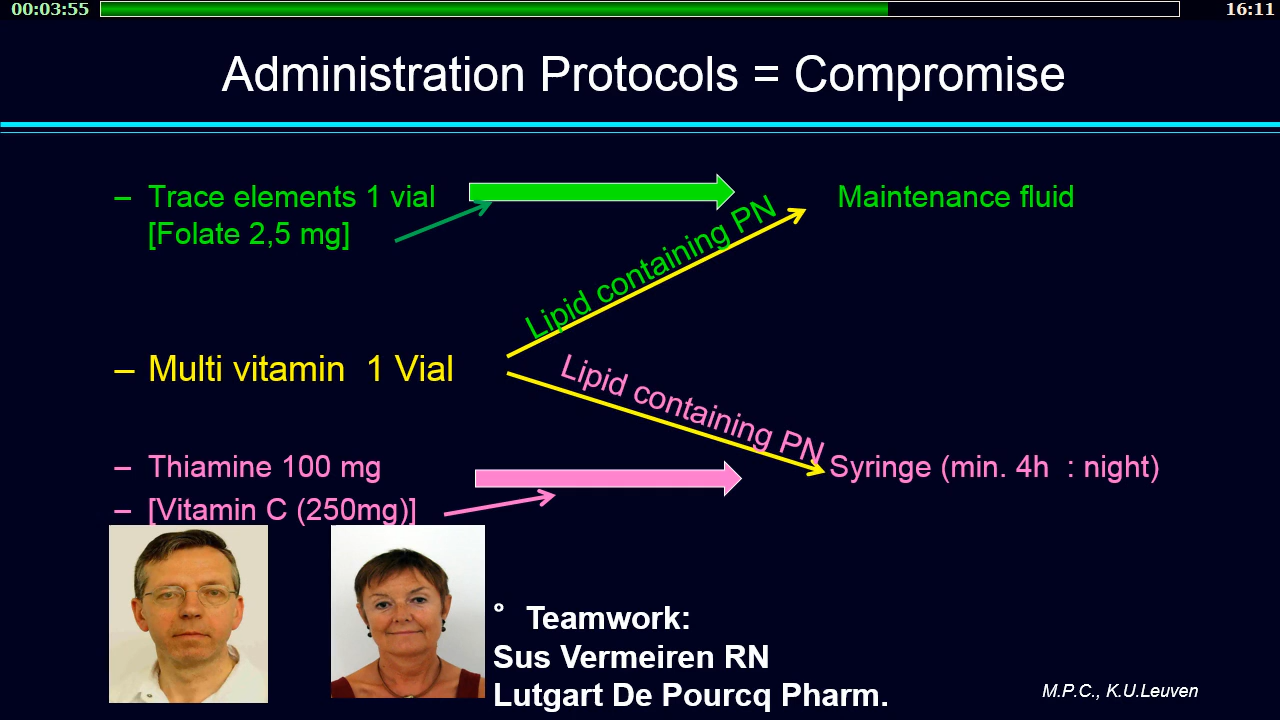 00:03:55 16:11
Administration Protocols = Compromise
– Trace elements 1 vial Maintenance fluid
[Folate 2,5 mg]
Lipid containing PN
– Multi vitamin 1 Vial
Lipid containing PN
– Thiamine 100 mg Syringe (min. 4h : night)
– [Vitamin C (250mg)]
° Teamwork:
Sus Vermeiren RN
Lutgart De Pourcq Pharm.
M.P.C., K.U.Leuven